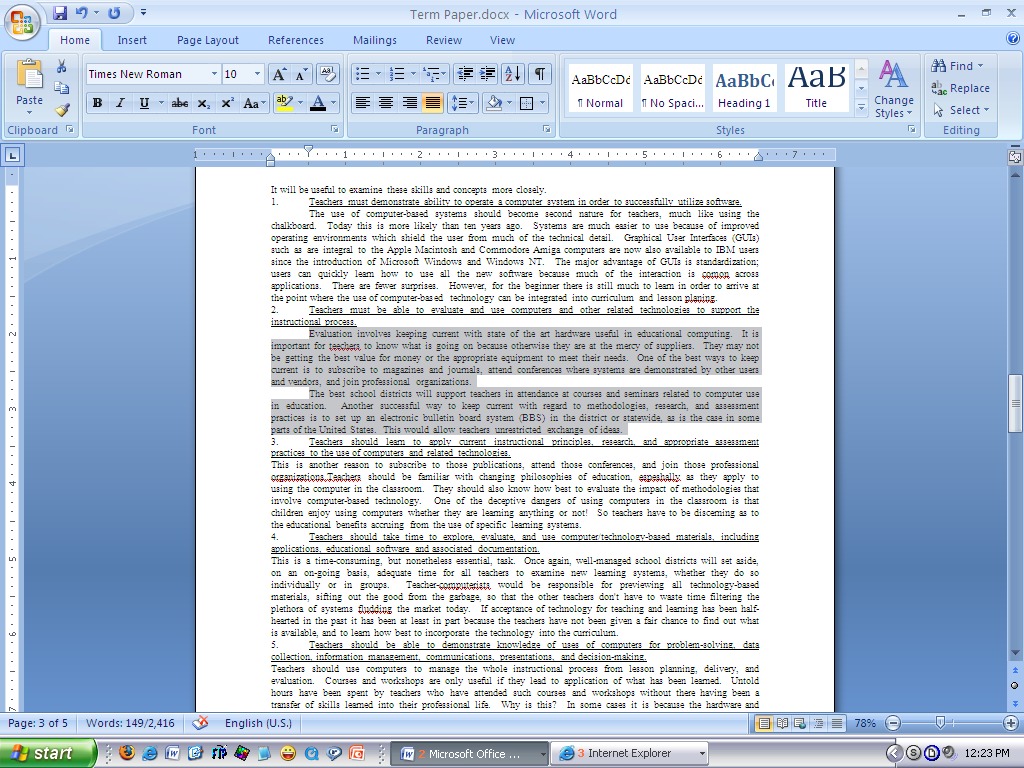 Term Paper.docx - Microsoft Word
Home Insert Page Layout References Mailings Review View
Times New Roman 10
Paste
AaBbCcDc AaBbCcDc AaBbC AaB
¶ Normal ¶ No Spaci... Heading 1 Title
Change Styles
Find
Replace
Select
Clipboard Font Paragraph Styles Editing
1 1 2 3 4 5 6 7
It will be useful to examine these skills and concepts more closely.
1. Teachers must demonstrate ability to operate a computer system in order to successfully utilize software.
The use of computer-based systems should become second nature for teachers, much like using the
chalkboard. Today this is more likely than ten years ago. Systems are much easier to use because of improved
operating environments which shield the user from much of the technical detail. Graphical User Interfaces (GUIs)
such as are integral to the Apple Macintosh and Commodore Amiga computers are now also available to IBM users
since the introduction of Microsoft Windows and Windows NT. The major advantage of GUIs is standardization;
users can quickly learn how to use all the new software because much of the interaction is comon across
applications. There are fewer surprises. However, for the beginner there is still much to learn in order to arrive at
the point where the use of computer-based technology can be integrated into curriculum and lesson planing.
2. Teachers must be able to evaluate and use computers and other related technologies to support the
instructional process.
Evaluation involves keeping current with state of the art hardware useful in educational computing. It is
important for teechers to know what is going on because otherwise they are at the mercy of suppliers. They may not
be getting the best value for money or the appropriate equipment to meet their needs. One of the best ways to keep
current is to subscribe to magazines and journals, attend conferences where systems are demonstrated by other users
and vendors, and join professional organizations.
The best school districts will support teachers in attendance at courses and seminars related to computer use
in education. Another successful way to keep current with regard to methodologies, research, and assessment
practices is to set up an electronic bulletin board system (BBS) in the district or statewide, as is the case in some
parts of the United States. This would allow teachers unrestricted exchange of ideas.
3. Teachers should learn to apply current instructional principles, research, and appropriate assessment
practices to the use of computers and related technologies.
This is another reason to subscribe to those publications, attend those conferences, and join those professional
organizations.Teachers should be familiar with changing philosophies of education, espeshally as they apply to
using the computer in the classroom. They should also know how best to evaluate the impact of methodologies that
involve computer-based technology. One of the deceptive dangers of using computers in the classroom is that
children enjoy using computers whether they are learning anything or not! So teachers have to be discerning as to
the educational benefits accruing from the use of specific learning systems.
4. Teachers should take time to explore, evaluate, and use computer/technology-based materials, including
applications, educational software and associated documentation.
This is a time-consuming, but nonetheless essential, task. Once again, well-managed school districts will set aside,
on an on-going basis, adequate time for all teachers to examine new learning systems, whether they do so
individually or in groups. Teacher-computerists would be responsible for previewing all technology-based
materials, sifting out the good from the garbage, so that the other teachers don't have to waste time filtering the
plethora of systems fludding the market today. If acceptance of technology for teaching and learning has been half-
hearted in the past it has been at least in part because the teachers have not been given a fair chance to find out what
is available, and to learn how best to incorporate the technology into the curriculum.
5. Teachers should be able to demonstrate knowledge of uses of computers for problem-solving, data
collection, information management, communications, presentations, and decision-making.
Teachers should use computers to manage the whole instructional process from lesson planning, delivery, and
evaluation. Courses and workshops are only useful if they lead to application of what has been learned. Untold
hours have been spent by teachers who have attended such courses and workshops without there having been a
transfer of skills learned into their professional life. Why is this? In some cases it is because the hardware and
Page: 3 of 5 Words: 149/2,416 English (U.S.) 78%
start 7 Microsoft Office ... 3 Internet Explorer 12:23 PM